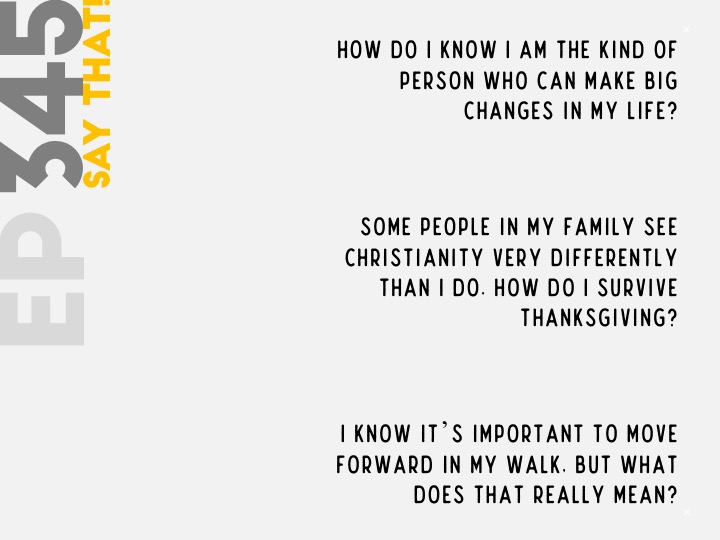 EP 345
SAY THAT!
HOW DO I KNOW I AM THE KIND OF
PERSON WHO CAN MAKE BIG
CHANGES IN MY LIFE?
SOME PEOPLE IN MY FAMILY SEE
CHRISTIANITY VERY DIFFERENTLY
THAN I DO. HOW DO I SURVIVE
THANKSGIVING?
I KNOW IT'S IMPORTANT TO MOVE
FORWARD IN MY WALK. BUT WHAT
DOES THAT REALLY MEAN?